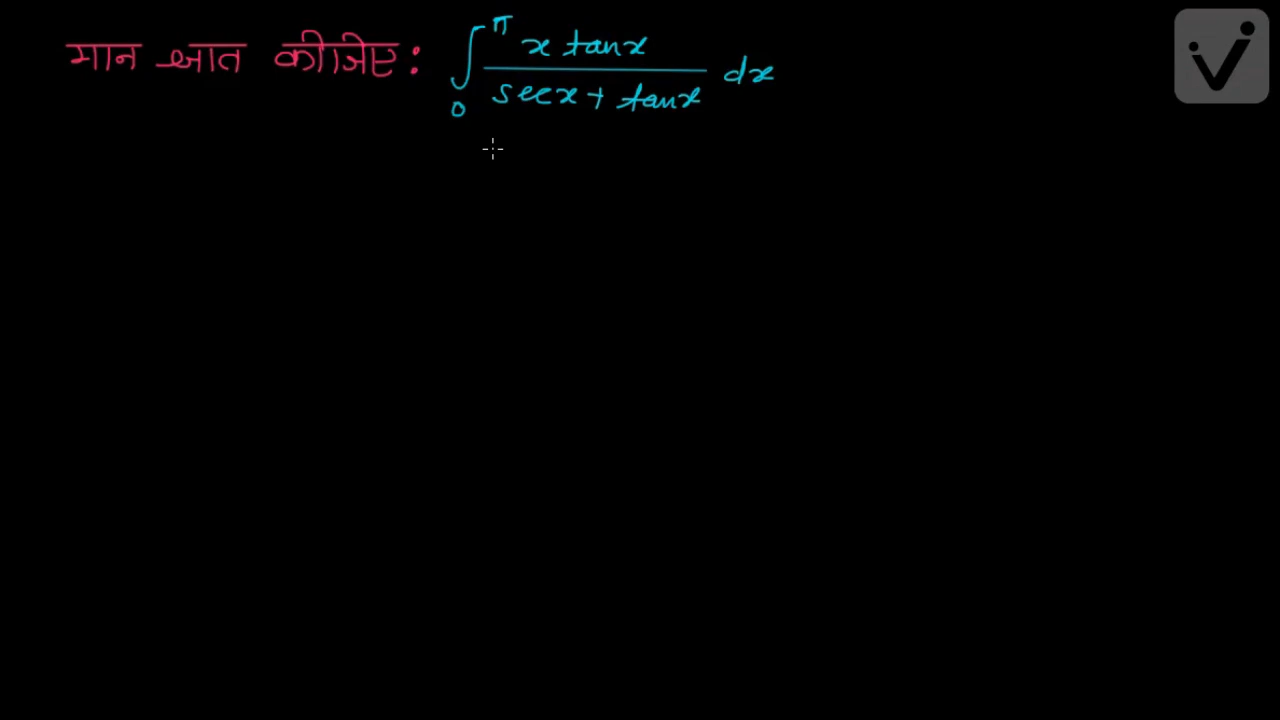 मान ज्ञात कीजिए : ∫₀^π (x tanx)/(secx + tanx) dx